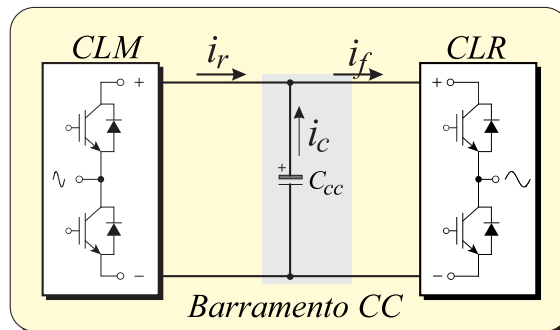 CLM
i_r
i_f
CLR
+
+
i_c
+
C_cc
−
−
Barramento CC